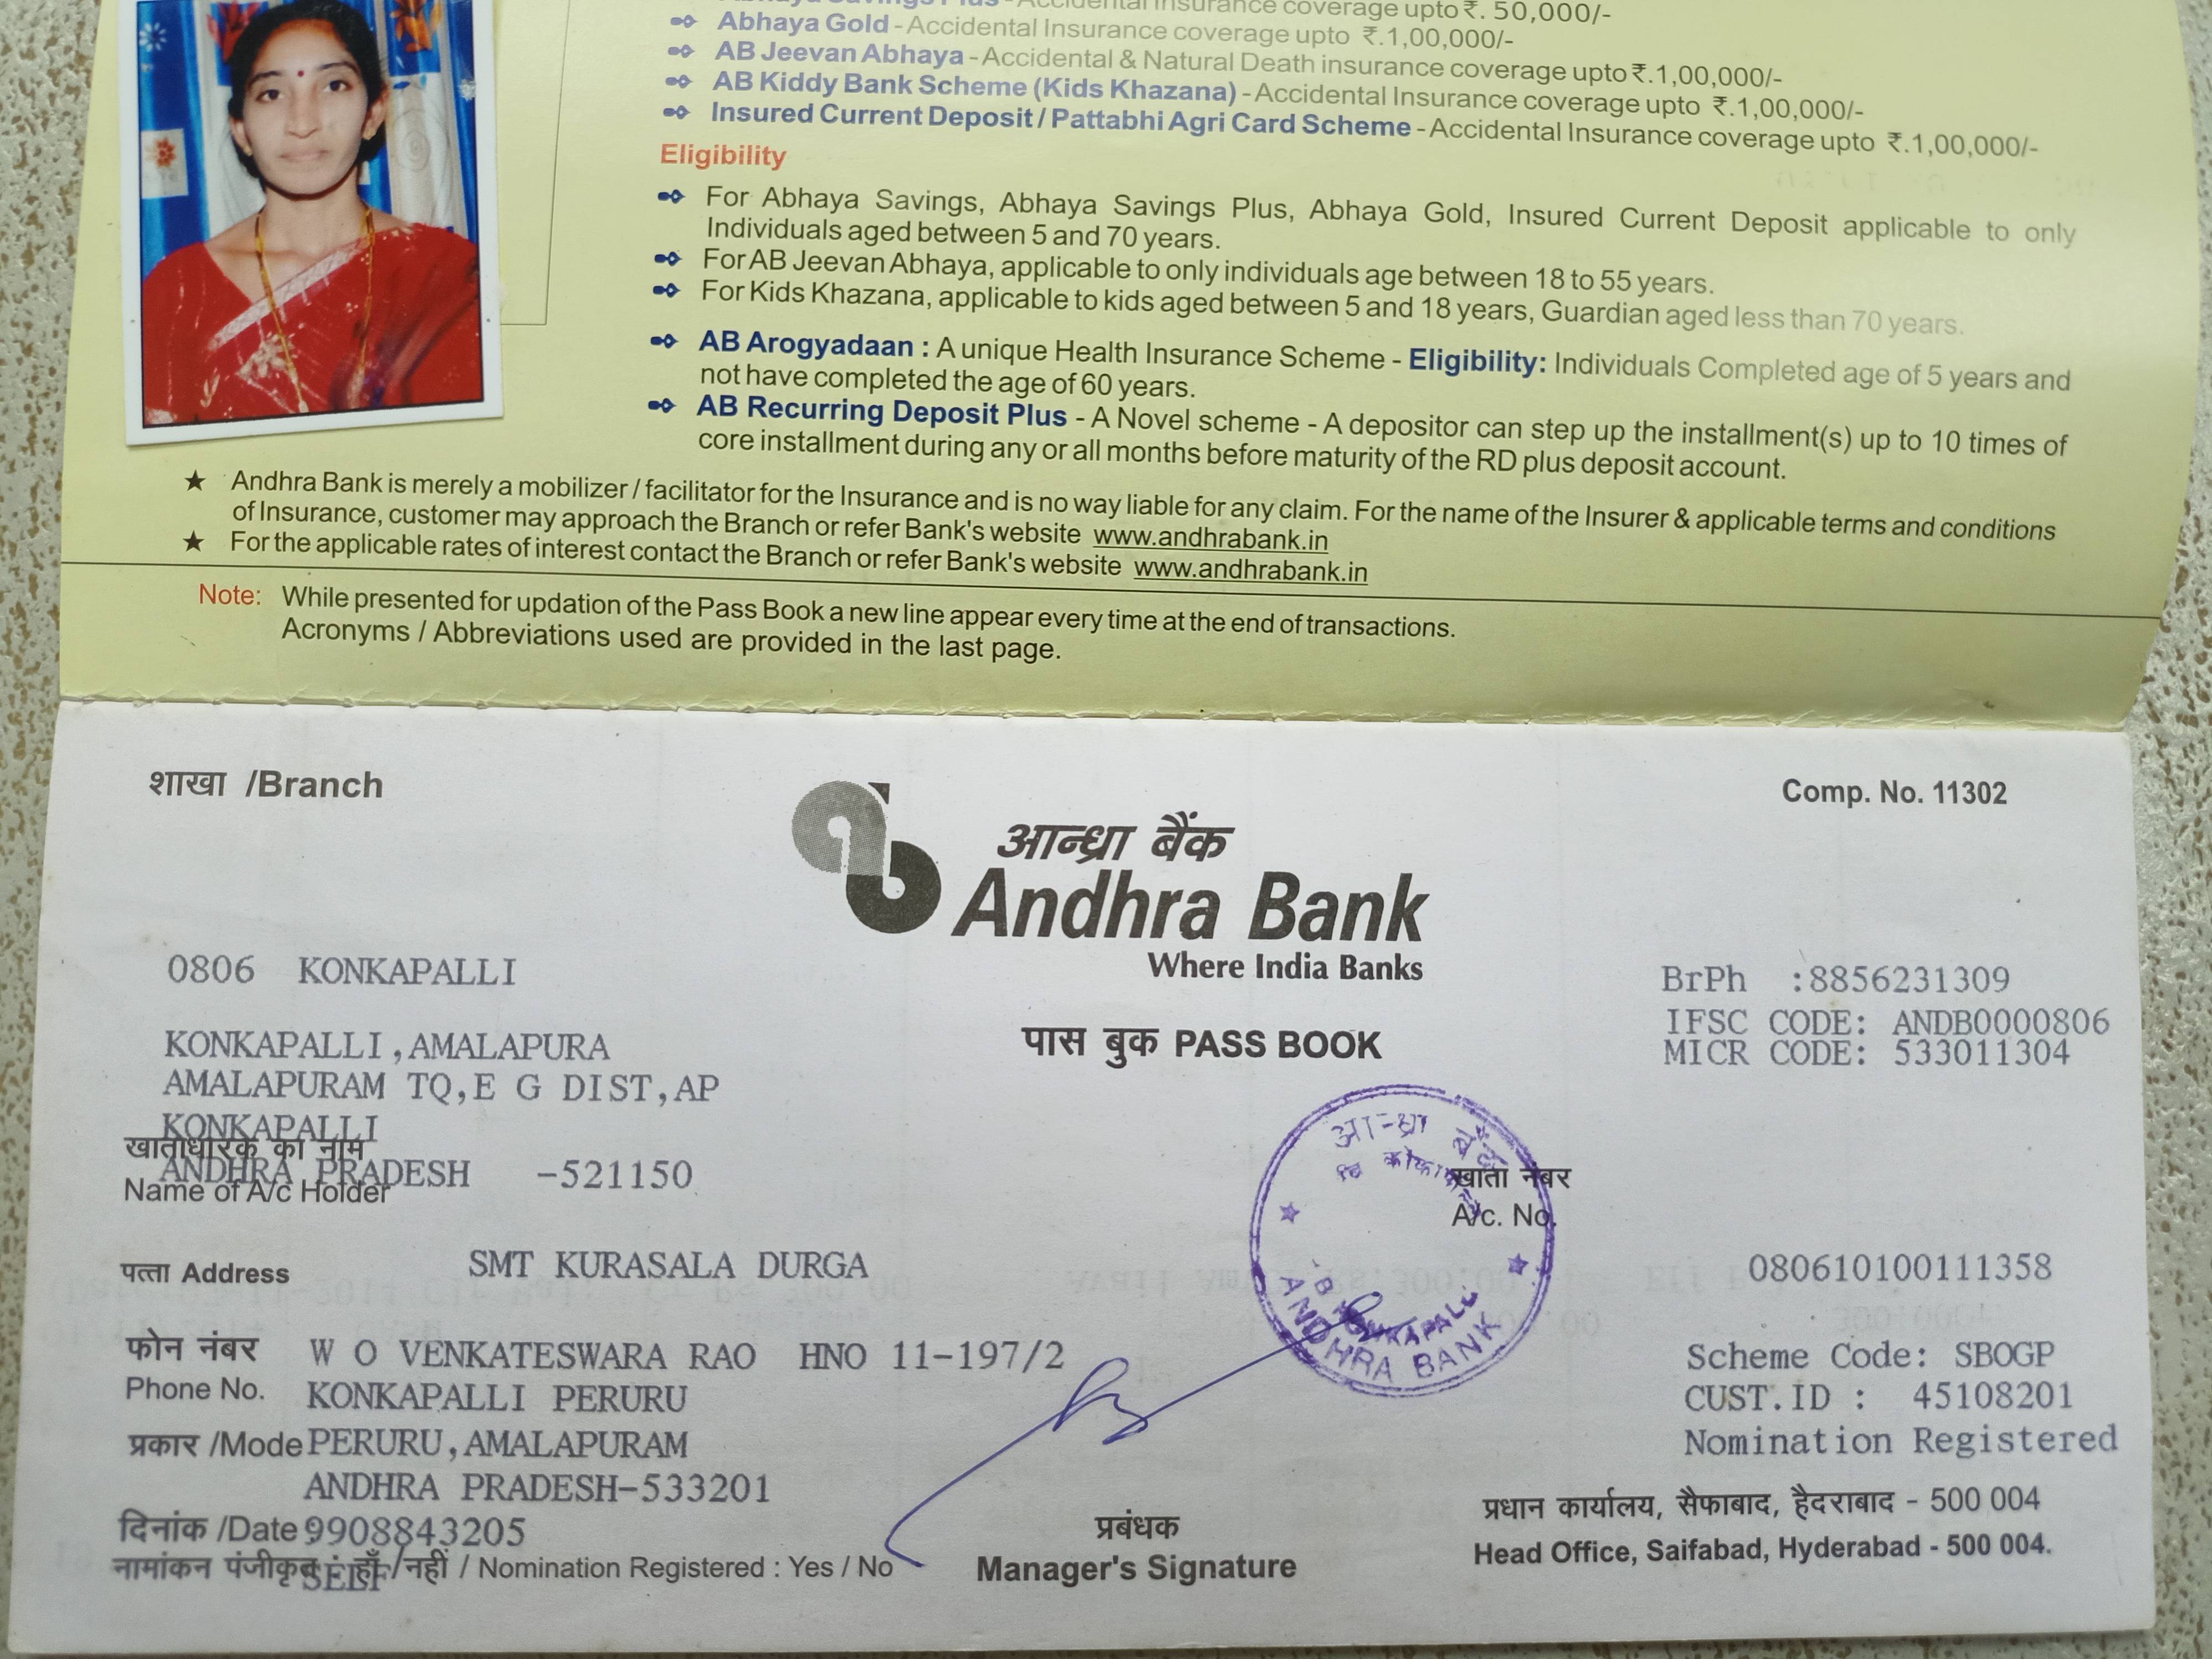 Accidental Insurance coverage upto ₹. 50,000/-
Abhaya Gold - Accidental Insurance coverage upto ₹.1,00,000/-
AB Jeevan Abhaya - Accidental & Natural Death insurance coverage upto ₹.1,00,000/-
AB Kiddy Bank Scheme (Kids Khazana) - Accidental Insurance coverage upto ₹.1,00,000/-
Insured Current Deposit / Pattabhi Agri Card Scheme - Accidental Insurance coverage upto ₹.1,00,000/-
Eligibility
For Abhaya Savings, Abhaya Savings Plus, Abhaya Gold, Insured Current Deposit applicable to only
Individuals aged between 5 and 70 years.
For AB Jeevan Abhaya, applicable to only individuals age between 18 to 55 years.
For Kids Khazana, applicable to kids aged between 5 and 18 years, Guardian aged less than 70 years.
AB Arogyadaan : A unique Health Insurance Scheme - Eligibility: Individuals Completed age of 5 years and
not have completed the age of 60 years.
AB Recurring Deposit Plus - A Novel scheme - A depositor can step up the installment(s) up to 10 times of
core installment during any or all months before maturity of the RD plus deposit account.
★ Andhra Bank is merely a mobilizer / facilitator for the Insurance and is no way liable for any claim. For the name of the Insurer & applicable terms and conditions
of Insurance, customer may approach the Branch or refer Bank's website www.andhrabank.in
★ For the applicable rates of interest contact the Branch or refer Bank's website www.andhrabank.in
Note: While presented for updation of the Pass Book a new line appear every time at the end of transactions.
Acronyms / Abbreviations used are provided in the last page.
शाखा /Branch
Comp. No. 11302
आन्ध्रा बैंक
Andhra Bank
Where India Banks
0806 KONKAPALLI
BrPh :8856231309
IFSC CODE: ANDB0000806
MICR CODE: 533011304
पास बुक PASS BOOK
KONKAPALLI,AMALAPURA
AMALAPURAM TQ,E G DIST,AP
KONKAPALLI
खाताधारक का नाम
ANDHRA PRADESH -521150
Name of A/c Holder
आन्ध्रा बैंक
KONKAPALLI
ANDHRA BANK
खाता नंबर
A/c. No.
080610100111358
पत्ता Address
SMT KURASALA DURGA
फोन नंबर
Phone No.
W O VENKATESWARA RAO HNO 11-197/2
KONKAPALLI PERURU
प्रकार /Mode PERURU,AMALAPURAM
ANDHRA PRADESH-533201
Scheme Code: SBOGP
CUST.ID : 45108201
Nomination Registered
दिनांक /Date 9908843205
नामांकन पंजीकृत : हाँ /नहीं / Nomination Registered : Yes / No
SELF
प्रबंधक
Manager's Signature
प्रधान कार्यालय, सैफाबाद, हैदराबाद - 500 004
Head Office, Saifabad, Hyderabad - 500 004.